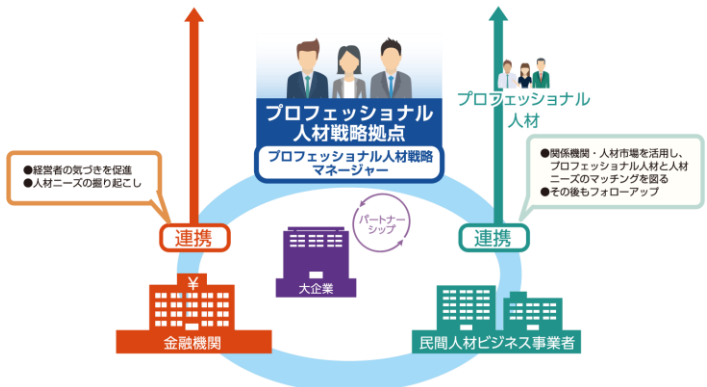 プロフェッショナル
人材戦略拠点
プロフェッショナル人材戦略
マネージャー
プロフェッショナル
人材
●経営者の気づきを促進
●人材ニーズの掘り起こし
●関係機関・人材市場を活用し、
プロフェッショナル人材と人材
ニーズのマッチングを図る
●その後もフォローアップ
パートナー
シップ
連携
連携
大企業
¥
金融機関
民間人材ビジネス事業者